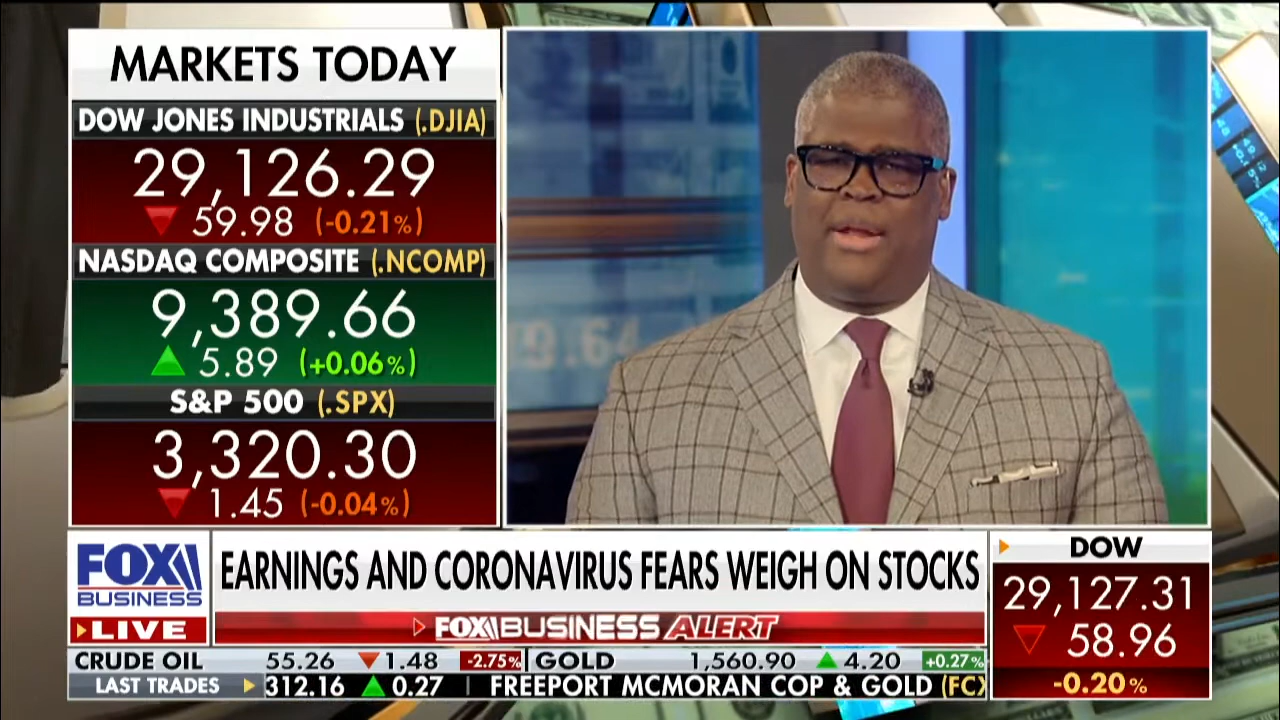 MARKETS TODAY
DOW JONES INDUSTRIALS (.DJIA)
29,126.29
▼ 59.98 (-0.21%)
NASDAQ COMPOSITE (.NCOMP)
9,389.66
▲ 5.89 (+0.06%)
S&P 500 (.SPX)
3,320.30
▼ 1.45 (-0.04%)
9.64
FOX
BUSINESS
LIVE
EARNINGS AND CORONAVIRUS FEARS WEIGH ON STOCKS
FOX BUSINESS ALERT
DOW
29,127.31
▼ 58.96
-0.20%
CRUDE OIL 55.26 ▼ 1.48 -2.75% GOLD 1,560.90 ▲ 4.20 +0.27%
LAST TRADES 312.16 ▲ 0.27 | FREEPORT MCMORAN COP & GOLD (FCX